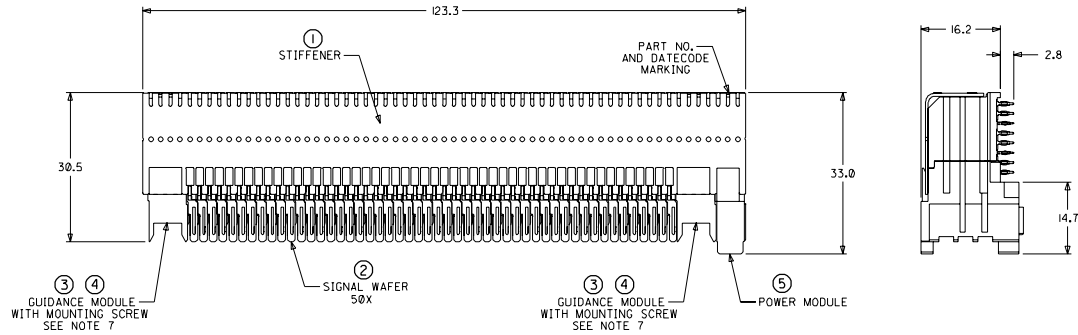 123.3
①
STIFFENER
PART NO.
AND DATECODE
MARKING
16.2
2.8
30.5
33.0
14.7
③ ④
GUIDANCE MODULE
WITH MOUNTING SCREW
SEE NOTE 7
②
SIGNAL WAFER
50X
③ ④
GUIDANCE MODULE
WITH MOUNTING SCREW
SEE NOTE 7
⑤
POWER MODULE